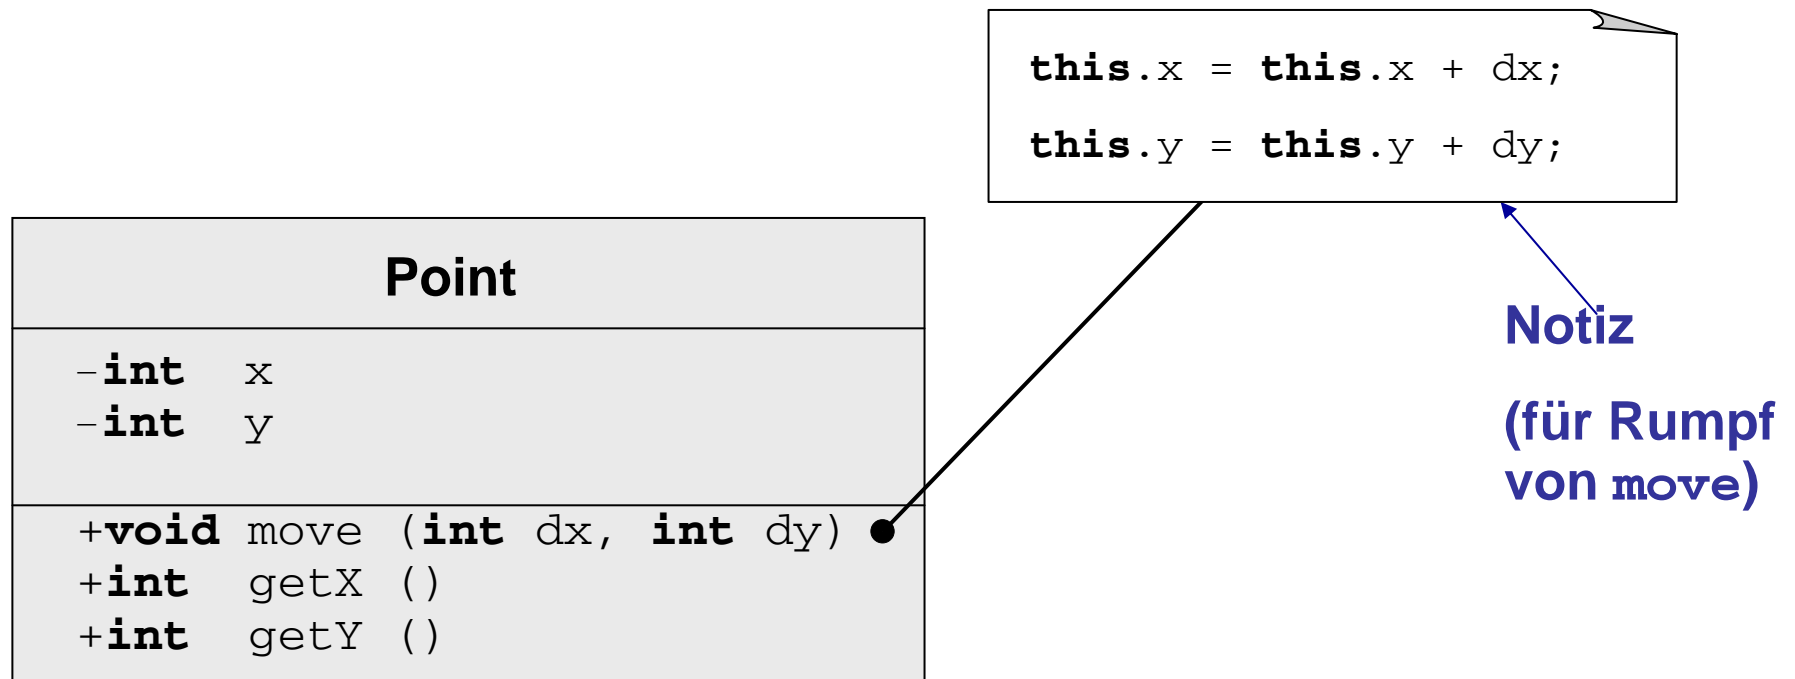 this.x = this.x + dx;
this.y = this.y + dy;
Point
-int x
-int y
+void move (int dx, int dy)
+int getX ()
+int getY ()
Notiz
(für Rumpf
von move)